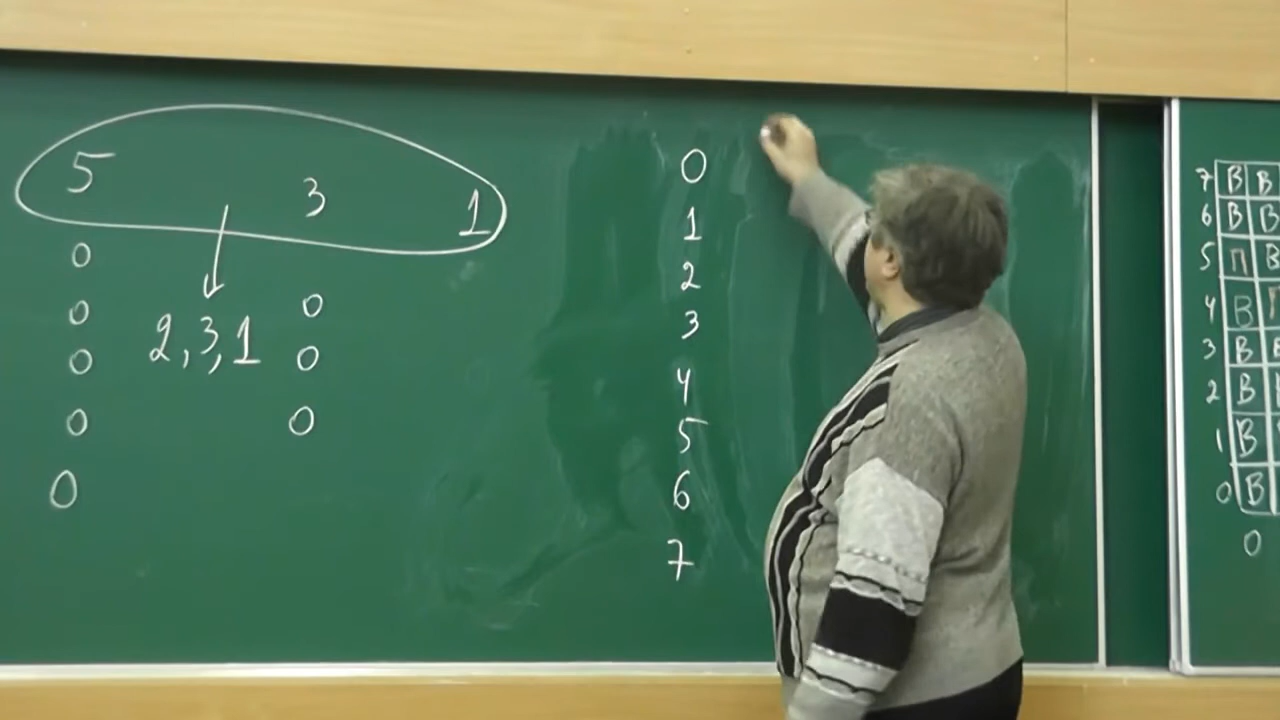 5 3 1
0
0 0
2, 3, 1
0 0
0 0
0
0
1
2
3
4
5
6
7
7 В В
6 В В
5 П В
4 В П
3 В
2 В
1 В
0 В
0